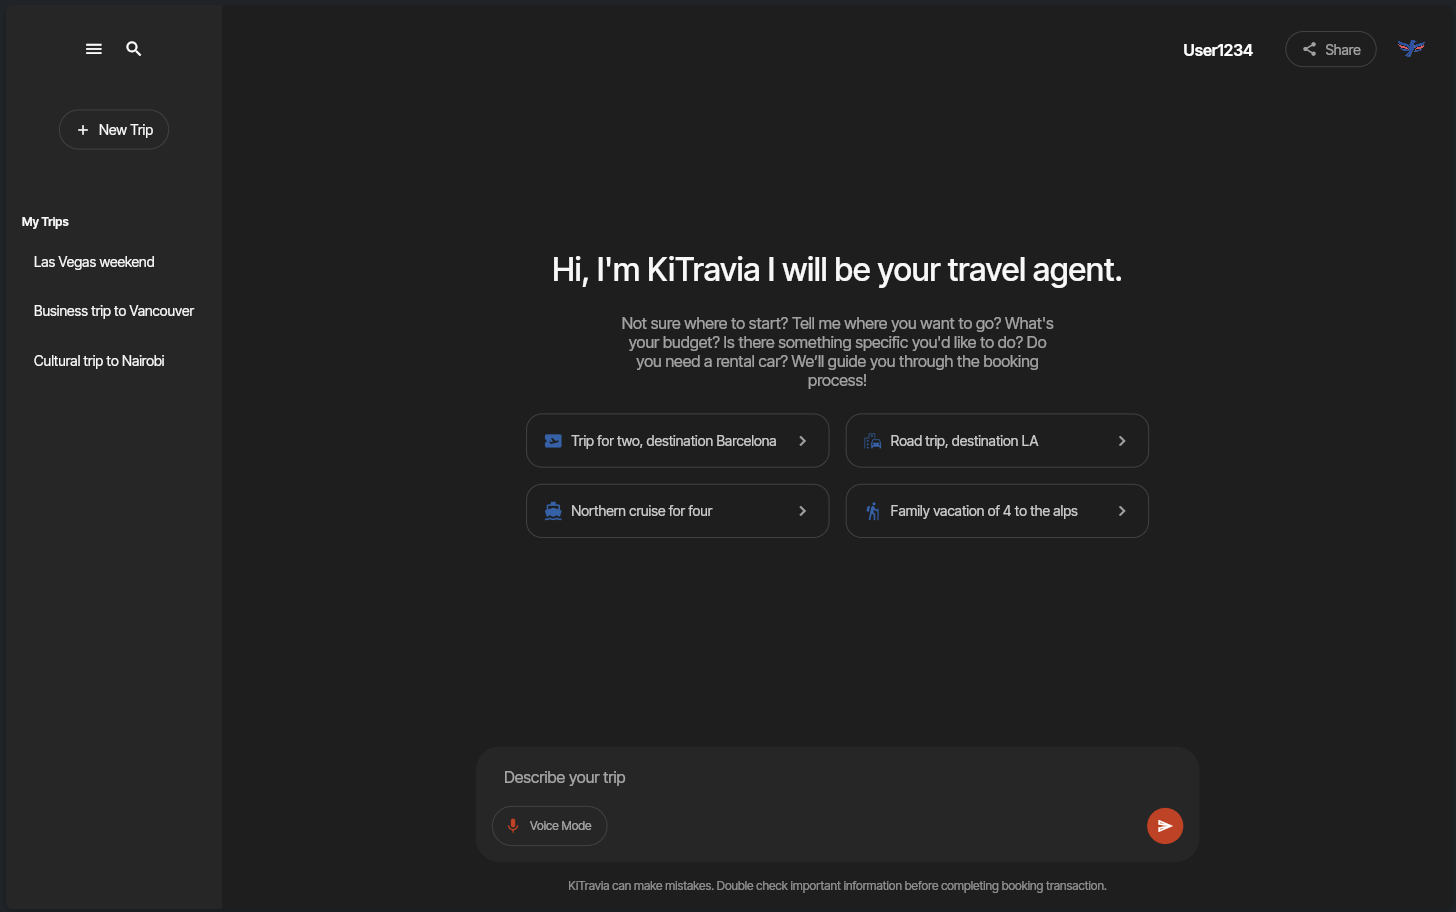 User1234
Share
New Trip
My Trips
Las Vegas weekend
Business trip to Vancouver
Cultural trip to Nairobi
Hi, I'm KiTravia I will be your travel agent.
Not sure where to start? Tell me where you want to go? What's
your budget? Is there something specific you'd like to do? Do
you need a rental car? We’ll guide you through the booking
process!
Trip for two, destination Barcelona
Road trip, destination LA
Northern cruise for four
Family vacation of 4 to the alps
Describe your trip
Voice Mode
KiTravia can make mistakes. Double check important information before completing booking transaction.